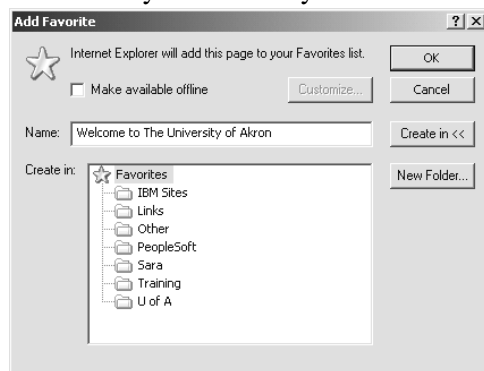 Add Favorite
Internet Explorer will add this page to your Favorites list.
OK
Make available offline
Customize...
Cancel
Name: Welcome to The University of Akron
Create in <<
Create in:
Favorites
New Folder...
IBM Sites
Links
Other
PeopleSoft
Sara
Training
U of A